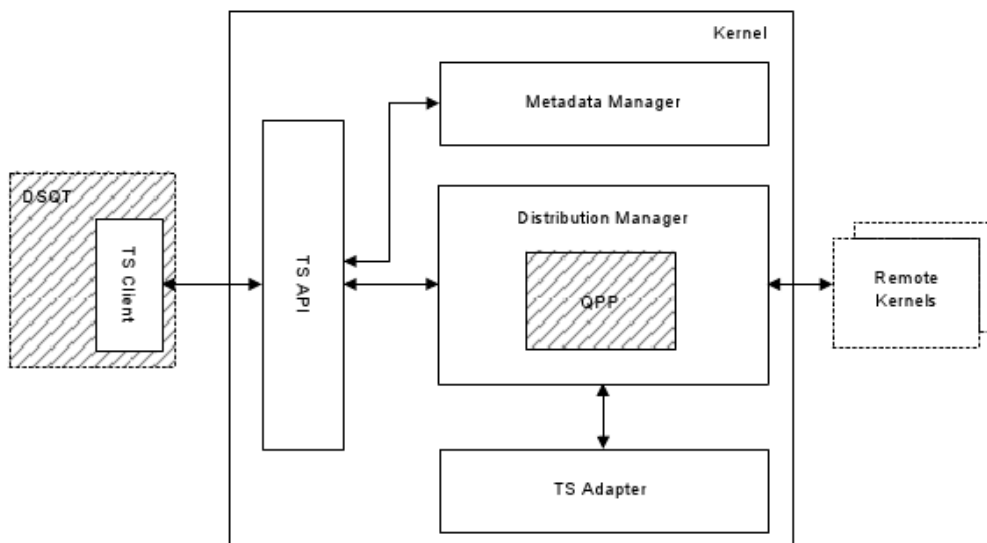 Kernel
Metadata Manager
DSQT
TS Client
TS API
Distribution Manager
QPP
Remote
Kernels
TS Adapter